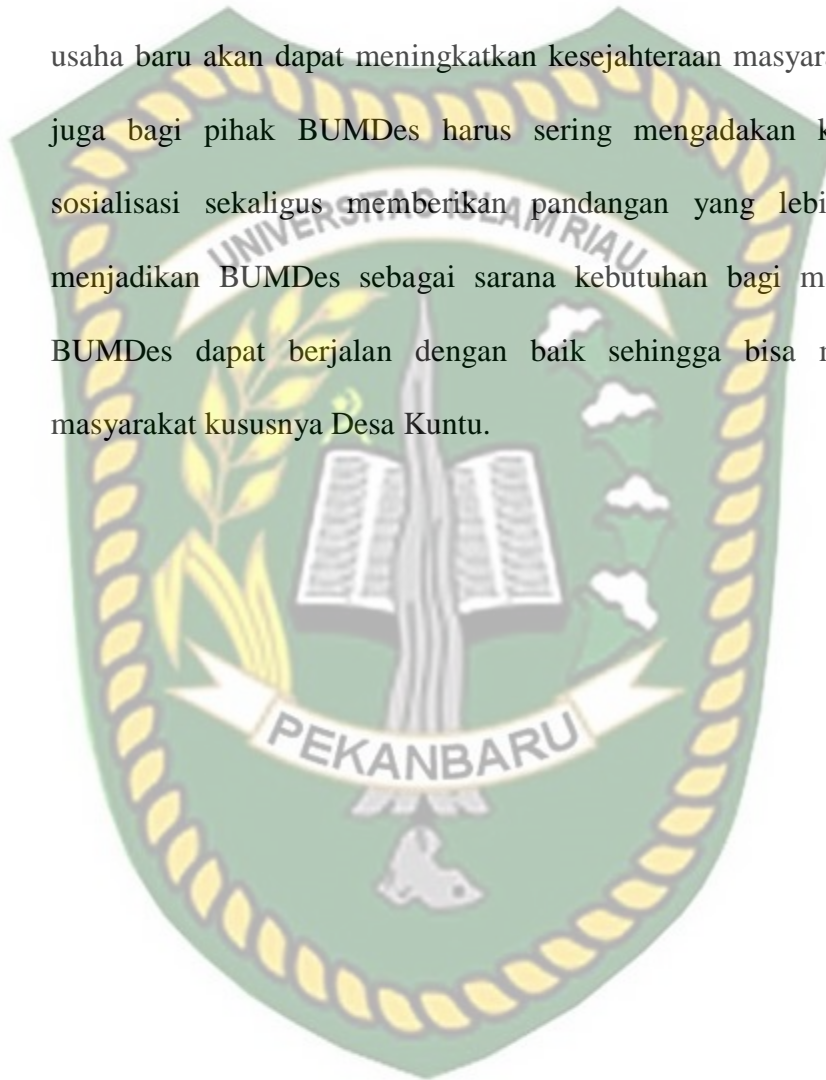 usaha baru akan dapat meningkatkan kesejahteraan
juga bagi pihak BUMDes harus sering mengadakan
sosialisasi sekaligus memberikan pandangan yang
menjadikan BUMDes sebagai sarana kebutuhan bagi
BUMDes dapat berjalan dengan baik sehingga bisa
masyarakat kususnya Desa Kuntu.
UNIVERSITAS ISLAM RIAU
PEKANBARU